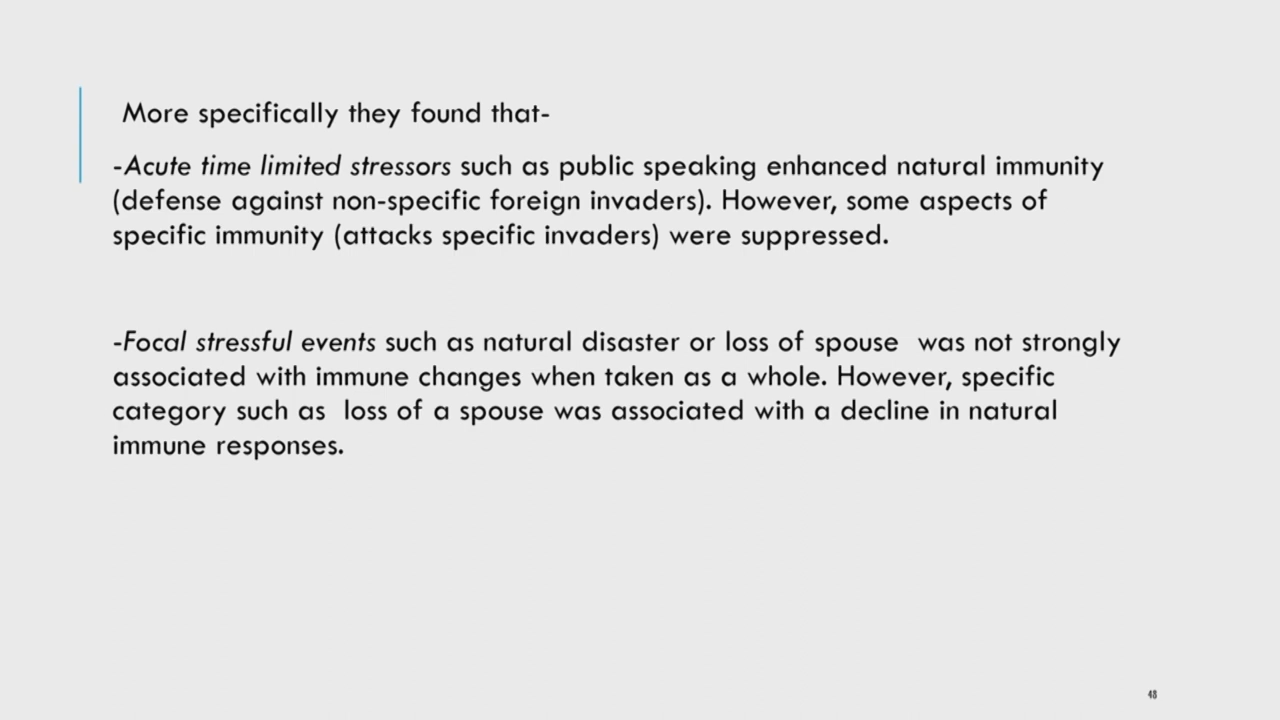 More specifically they found that-
-Acute time limited stressors such as public speaking enhanced natural immunity
(defense against non-specific foreign invaders). However, some aspects of
specific immunity (attacks specific invaders) were suppressed.
-Focal stressful events such as natural disaster or loss of spouse  was not strongly
associated with immune changes when taken as a whole. However, specific
category such as  loss of a spouse was associated with a decline in natural
immune responses.
48